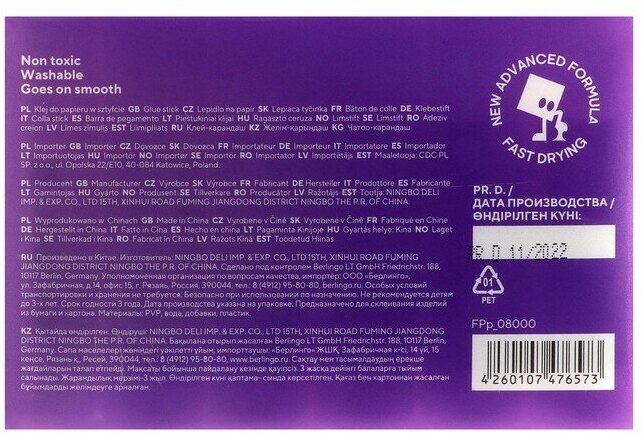 Non toxic
Washable
Goes on smooth
PL Klej do papieru w sztyfcie GB Glue stick CZ Lepidlo na papír SK Lepiaca tyčinka FR Bâton de colle DE Klebestift
IT Colla stick ES Barra de pegamento LT Pieštukiniai klijai HU Ragasztó ceruza NO Limstift SE Limstift RO Adeziv
creion LV Līmes zīmulis EST Liimipliiats RU Клей-карандаш KZ Желім-қарындаш KG Чатоо-карандаш
PL Importer GB Importer CZ Dovozce SK Dovozca FR Importateur DE Importeur IT Importatore ES Importador
LT Importuotojas HU Importőr NO Importør SE Importör RO Importator LV Importētājs EST Maaletooja: CDC PL
SP. z o.o., ul. Opolska 22/E10, 40-084 Katowice, Poland.
PL Producent GB Manufacturer CZ Výrobce SK Výrobce FR Fabricant DE Hersteller IT Produttore ES Fabricante
LT Gamintojas HU Gyártó NO Produsent SE Tillverkare RO Producător LV Ražotājs EST Tootja: NINGBO DELI
IMP. & EXP. CO., LTD 15TH, XINHUI ROAD FUMING JIANGDONG DISTRICT NINGBO THE P.R. OF CHINA.
PL Wyprodukowano w Chinach GB Made in China CZ Vyrobeno v Číně SK Vyrobené v Číně FR Fabriqué en Chine
DE Hergestellt in China IT Fatto in Cina ES Hecho en china LT Pagaminta Kinijoje HU Gyártás helye: Kína NO Laget
i Kina SE Tillverkad i Kina RO Fabricat în China LV Ražots Ķīnā EST Toodetud Hiinas
RU Произведено в Китае. Изготовитель: NINGBO DELI IMP. & EXP. CO., LTD 15TH, XINHUI ROAD FUMING
JIANGDONG DISTRICT NINGBO THE P.R. OF CHINA. Сделано под контролем Berlingo LT GmbH Friedrichstr. 188,
10117 Berlin, Germany. Уполномоченная организация по вопросам качества, импортёр: ООО «Берлинго»,
ул. Зафабричная, д.14, офис 15, г. Рязань, Россия, 390044, тел.: 8 (4912) 95-80-80, berlingo.ru. Особых условий
транспортировки и хранения не требуется. Безопасно при использовании по назначению. Не рекомендуется детям
до 3-х лет. Срок годности 3 года. Дата производства указана на упаковке. Предназначено для склеивания изделий
из бумаги и картона. Материалы: PVP, вода, добавки, пластик.
KZ Қытайда өндірілген. Өндіруші: NINGBO DELI IMP. & EXP. CO., LTD 15TH, XINHUI ROAD FUMING JIANGDONG
DISTRICT NINGBO THE P.R. OF CHINA. Бақылана отырып жасалған Berlingo LT GmbH Friedrichstr. 188, 10117 Berlin,
Germany. Сапа мәселелері жөніндегі уәкілетті ұйым, импорттаушы: «Берлинго» ЖШҚ, Зафабричная к-сі, 14 үй, 15
кеңсе, Рязань қ., Ресей, 390044, тел.: 8 (4912) 95-80-80, www.berlingo.ru. Сақтау мен тасымалдаудың ерекше
жағдайларын талап етпейді. Мақсаты бойынша пайдалану кезінде қауіпсіз. 3 жасқа дейінгі балаларға тыйым
салынады. Жарамдылық мерзімі-3 жыл. Өндірілген күні қаптама- сында көрсетілген. Қағаз бен картоннан жасалған
бұйымдарды желімдеуге арналған.
NEW ADVANCED FORMULA
FAST DRYING
PR. D. /
ДАТА ПРОИЗВОДСТВА /
ӨНДІРІЛГЕН КҮНІ:
PR D 11/2022
01
PET
FPp_08000
4 260107 476573